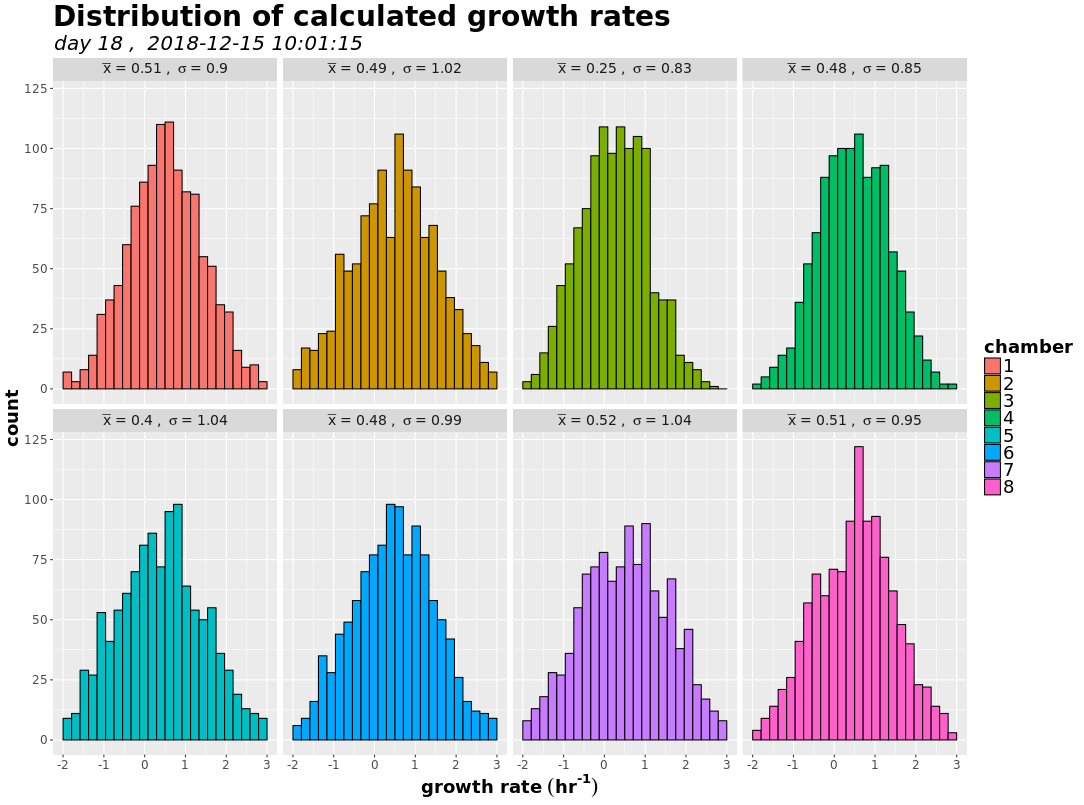 Distribution of calculated growth rates
day 18 ,  2018-12-15 10:01:15
x̅ = 0.51 ,  σ = 0.9
x̅ = 0.49 ,  σ = 1.02
x̅ = 0.25 ,  σ = 0.83
x̅ = 0.48 ,  σ = 0.85
125
100
75
50
25
0
x̅ = 0.4 ,  σ = 1.04
x̅ = 0.48 ,  σ = 0.99
x̅ = 0.52 ,  σ = 1.04
x̅ = 0.51 ,  σ = 0.95
125
100
75
50
25
0
-2 -1 0 1 2 3
-2 -1 0 1 2 3
-2 -1 0 1 2 3
-2 -1 0 1 2 3
growth rate (hr⁻¹)
count
chamber
1
2
3
4
5
6
7
8